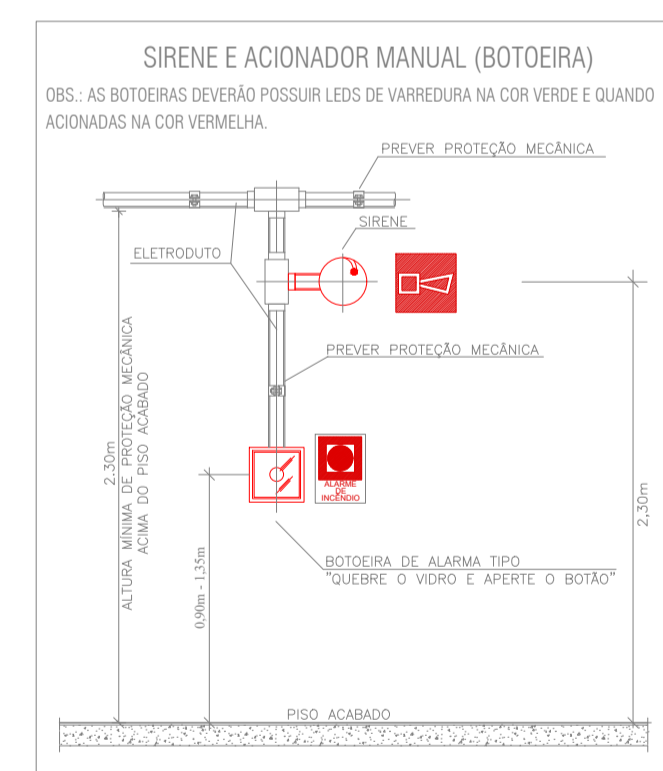 SIRENE E ACIONADOR MANUAL (BOTOEIRA)
OBS.: AS BOTOEIRAS DEVERÃO POSSUIR LEDS DE VARREDURA NA COR VERDE E QUANDO
ACIONADAS NA COR VERMELHA.
PREVER PROTEÇÃO MECÂNICA
SIRENE
ELETRODUTO
PREVER PROTEÇÃO MECÂNICA
2.30m
ALTURA MÍNIMA DE PROTEÇÃO MECÂNICA
ACIMA DO PISO ACABADO
ALARME
DE
INCÊNDIO
2,30m
0,90m - 1,35m
BOTOEIRA DE ALARMA TIPO
"QUEBRE O VIDRO E APERTE O BOTÃO"
PISO ACABADO